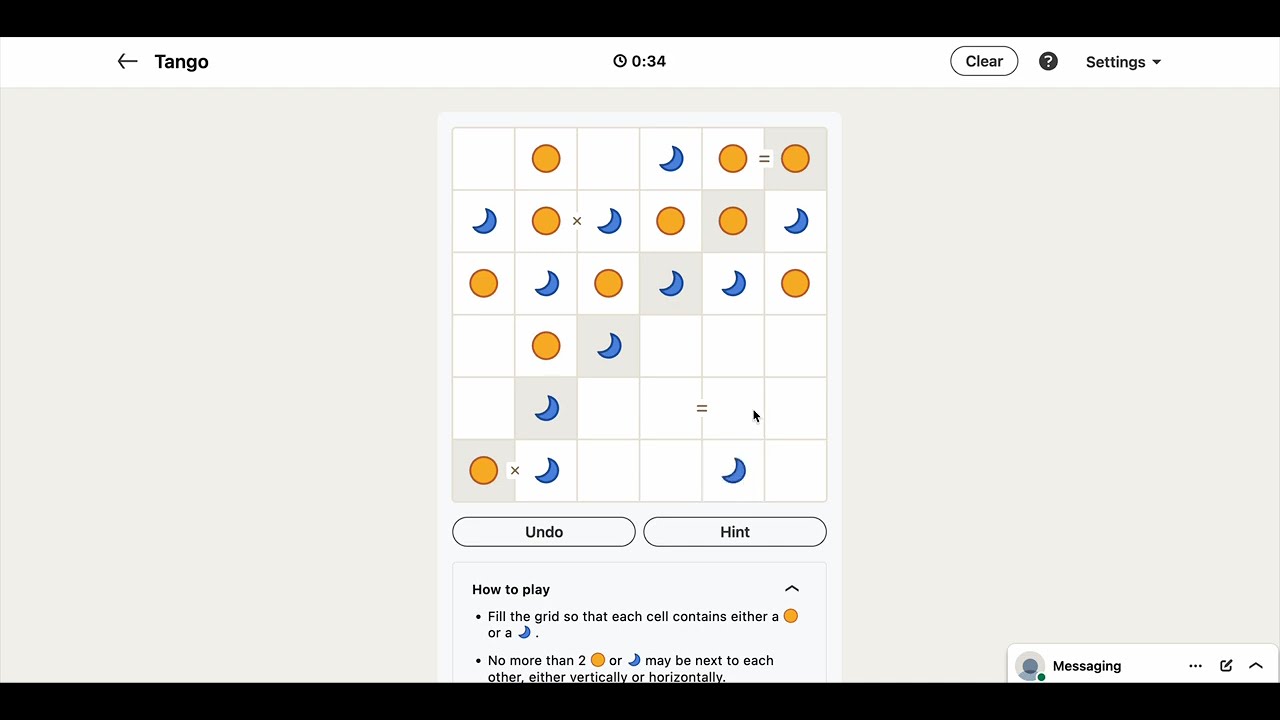 Tango
0:34
Clear
?
Settings
=
×
=
×
Undo
Hint
How to play
• Fill the grid so that each cell contains either a
or a .
• No more than 2 or may be next to each
other, either vertically or horizontally.
Messaging